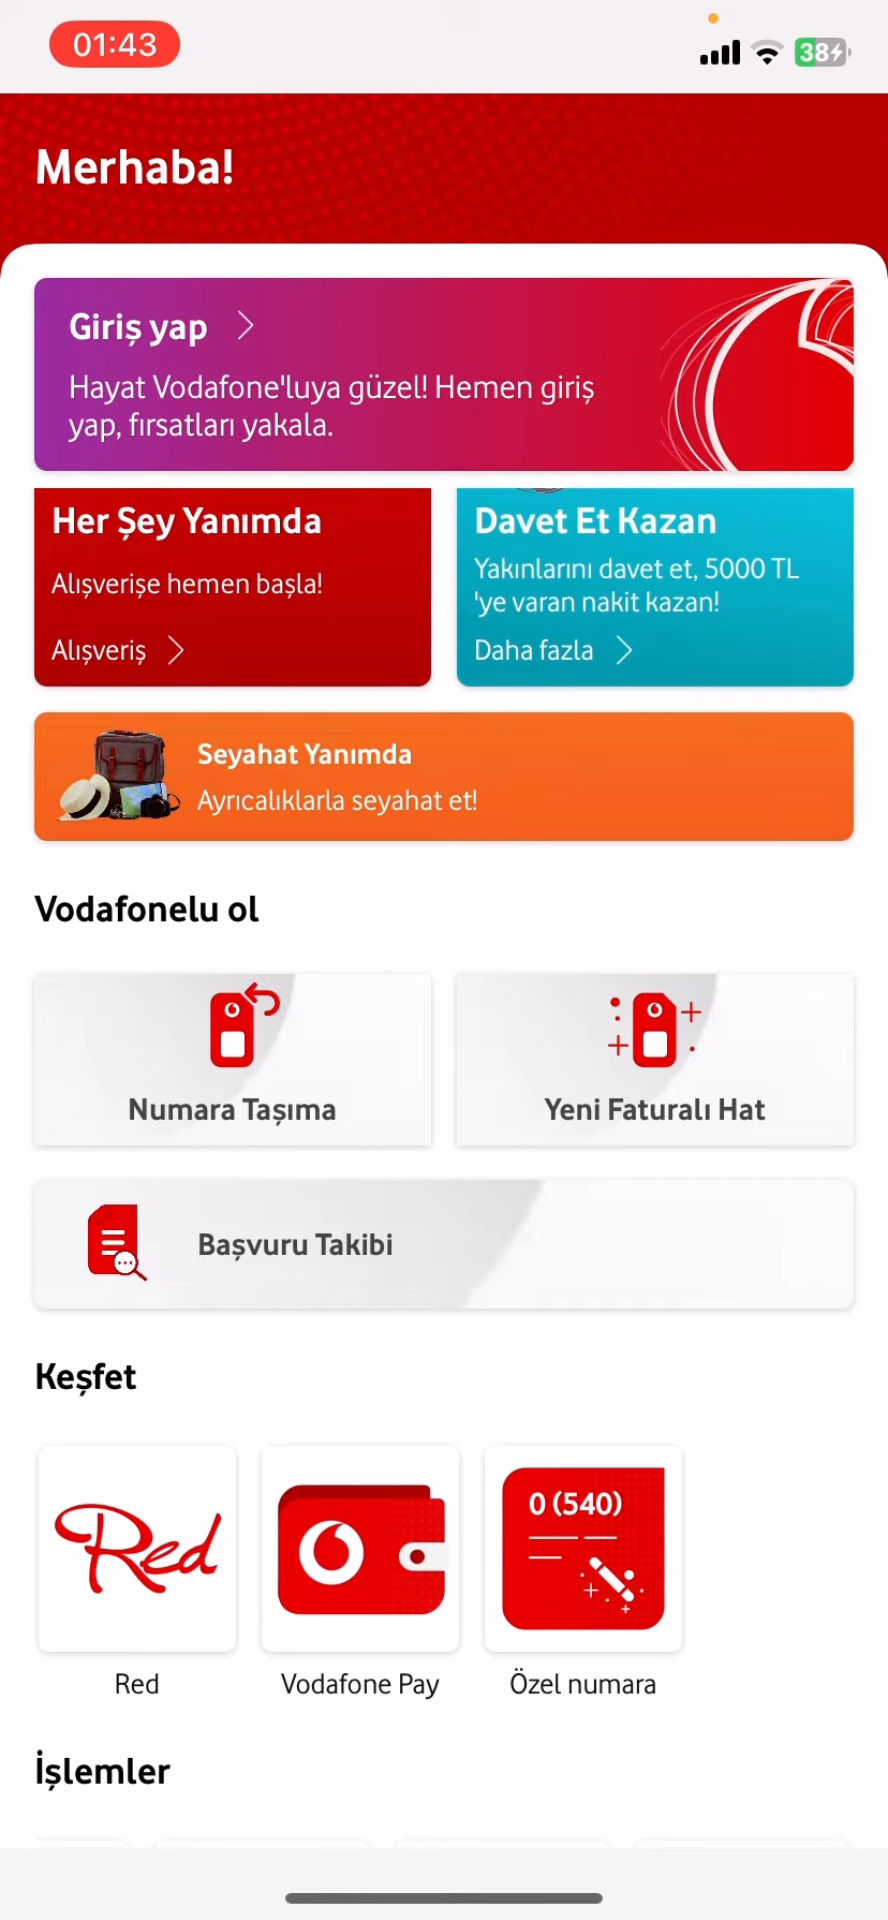 01:43
38
Merhaba!
Giriş yap
Hayat Vodafone'luya güzel! Hemen giriş
yap, fırsatları yakala.
Her Şey Yanımda
Alışverişe hemen başla!
Alışveriş
Davet Et Kazan
Yakınlarını davet et, 5000 TL
'ye varan nakit kazan!
Daha fazla
Seyahat Yanımda
Ayrıcalıklarla seyahat et!
Vodafonelu ol
Numara Taşıma
Yeni Faturalı Hat
Başvuru Takibi
Keşfet
Red
0 (540)
Red
Vodafone Pay
Özel numara
İşlemler